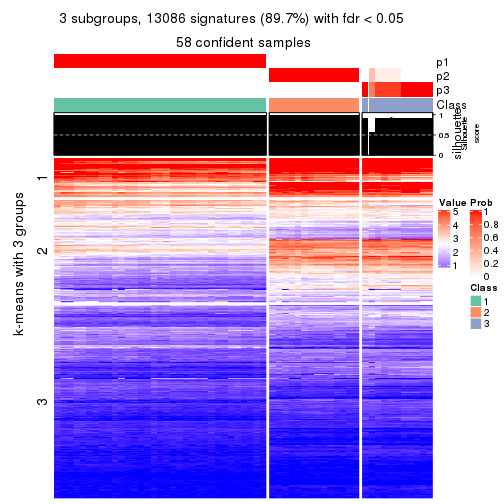 3 subgroups, 13086 signatures (89.7%) with fdr < 0.05
58 confident samples
p1
p2
p3
Class
1
0.5
0
silhouette
Silhouette
score
k-means with 3 groups
1
2
3
Value
5
4
3
2
1
Prob
1
0.8
0.6
0.4
0.2
0
Class
1
2
3